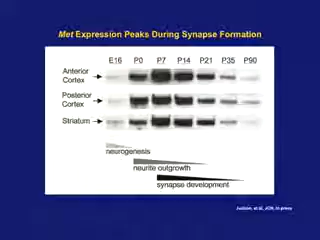 Met Expression Peaks During Synapse Formation
E16 P0 P7 P14 P21 P35 P90
Anterior
Cortex
Posterior
Cortex
Striatum
neurogenesis
neurite outgrowth
synapse development
Judson, et al, JCN, in press